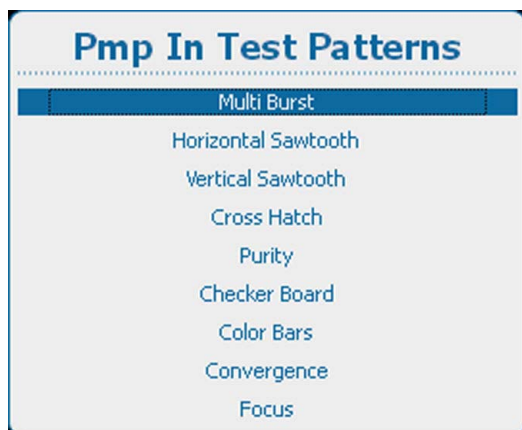 Pmp In Test Patterns
Multi Burst
Horizontal Sawtooth
Vertical Sawtooth
Cross Hatch
Purity
Checker Board
Color Bars
Convergence
Focus